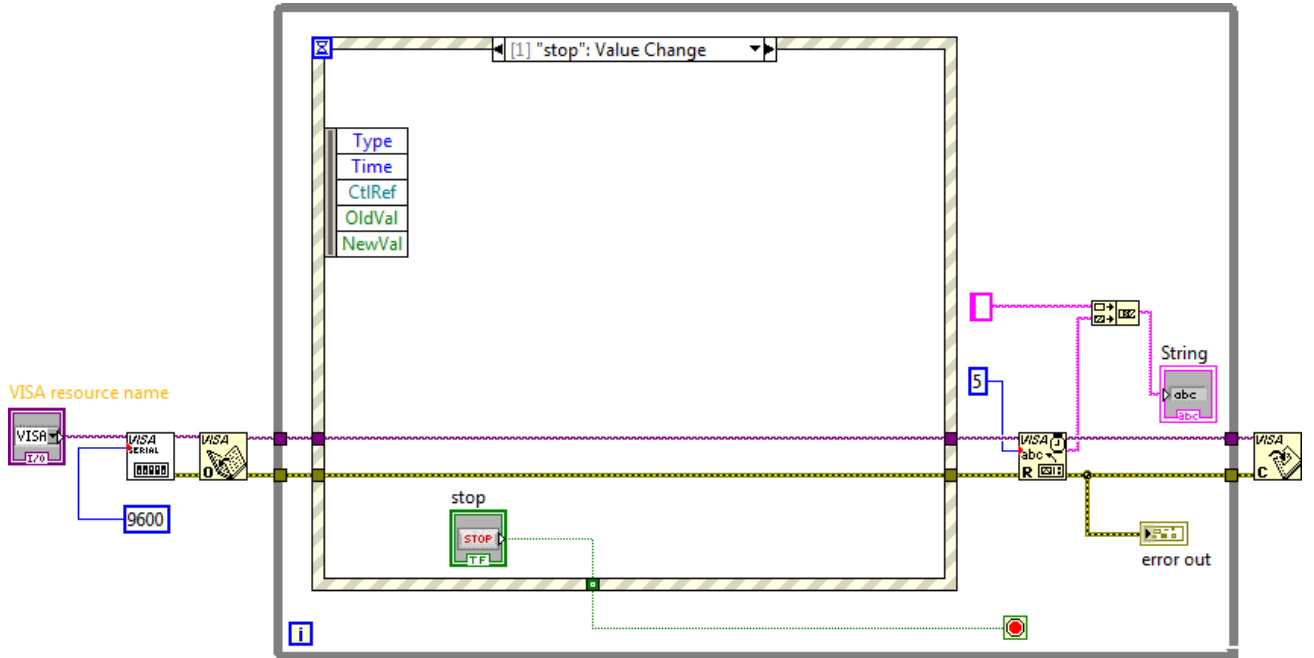 [1] "stop": Value Change
Type
Time
CtlRef
OldVal
NewVal
String
abc
abc
5
VISA resource name
VISA
I/O
VISA
SERIAL
VISA
O
VISA
abc
R
VISA
C
9600
stop
STOP
TF
error out
i